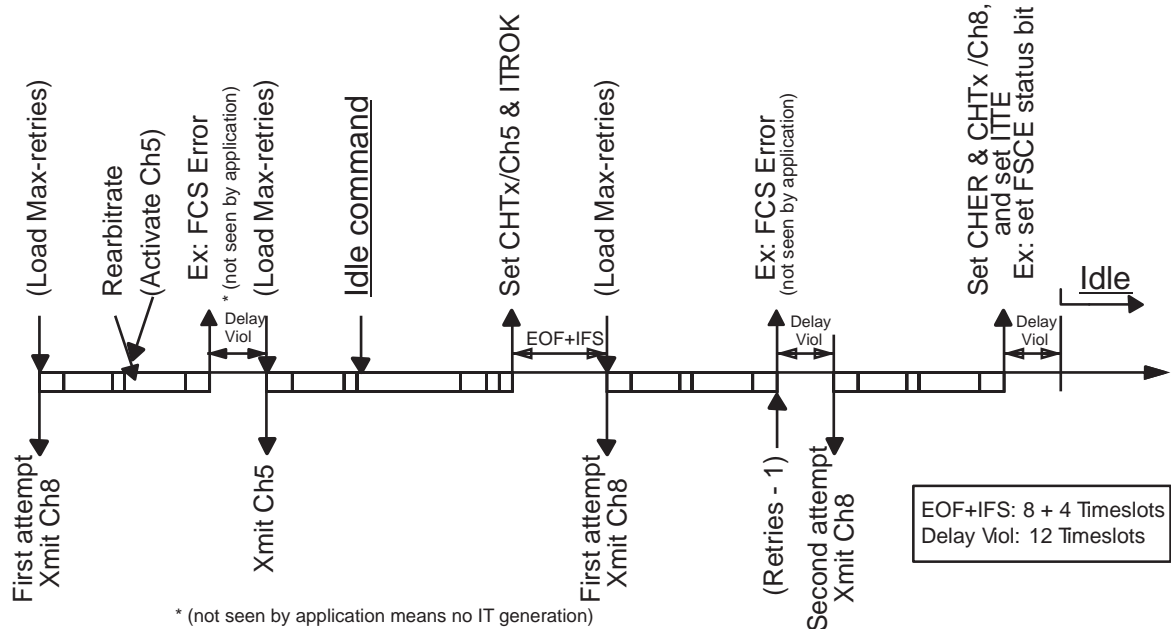 (Load Max-retries)
Rearbitrate
(Activate Ch5)
Ex: FCS Error
* (not seen by application)
(Load Max-retries)
Idle command
Set CHTx/Ch5 & ITROK
(Load Max-retries)
Ex: FCS Error
(not seen by application)
Set CHER & CHTx /Ch8,
and set ITTE
Ex: set FSCE status bit
Idle
Delay
Viol
EOF+IFS
Delay
Viol
Delay
Viol
First attempt
Xmit Ch8
Xmit Ch5
First attempt
Xmit Ch8
(Retries - 1)
Second attempt
Xmit Ch8
EOF+IFS: 8 + 4 Timeslots
Delay Viol: 12 Timeslots
* (not seen by application means no IT generation)